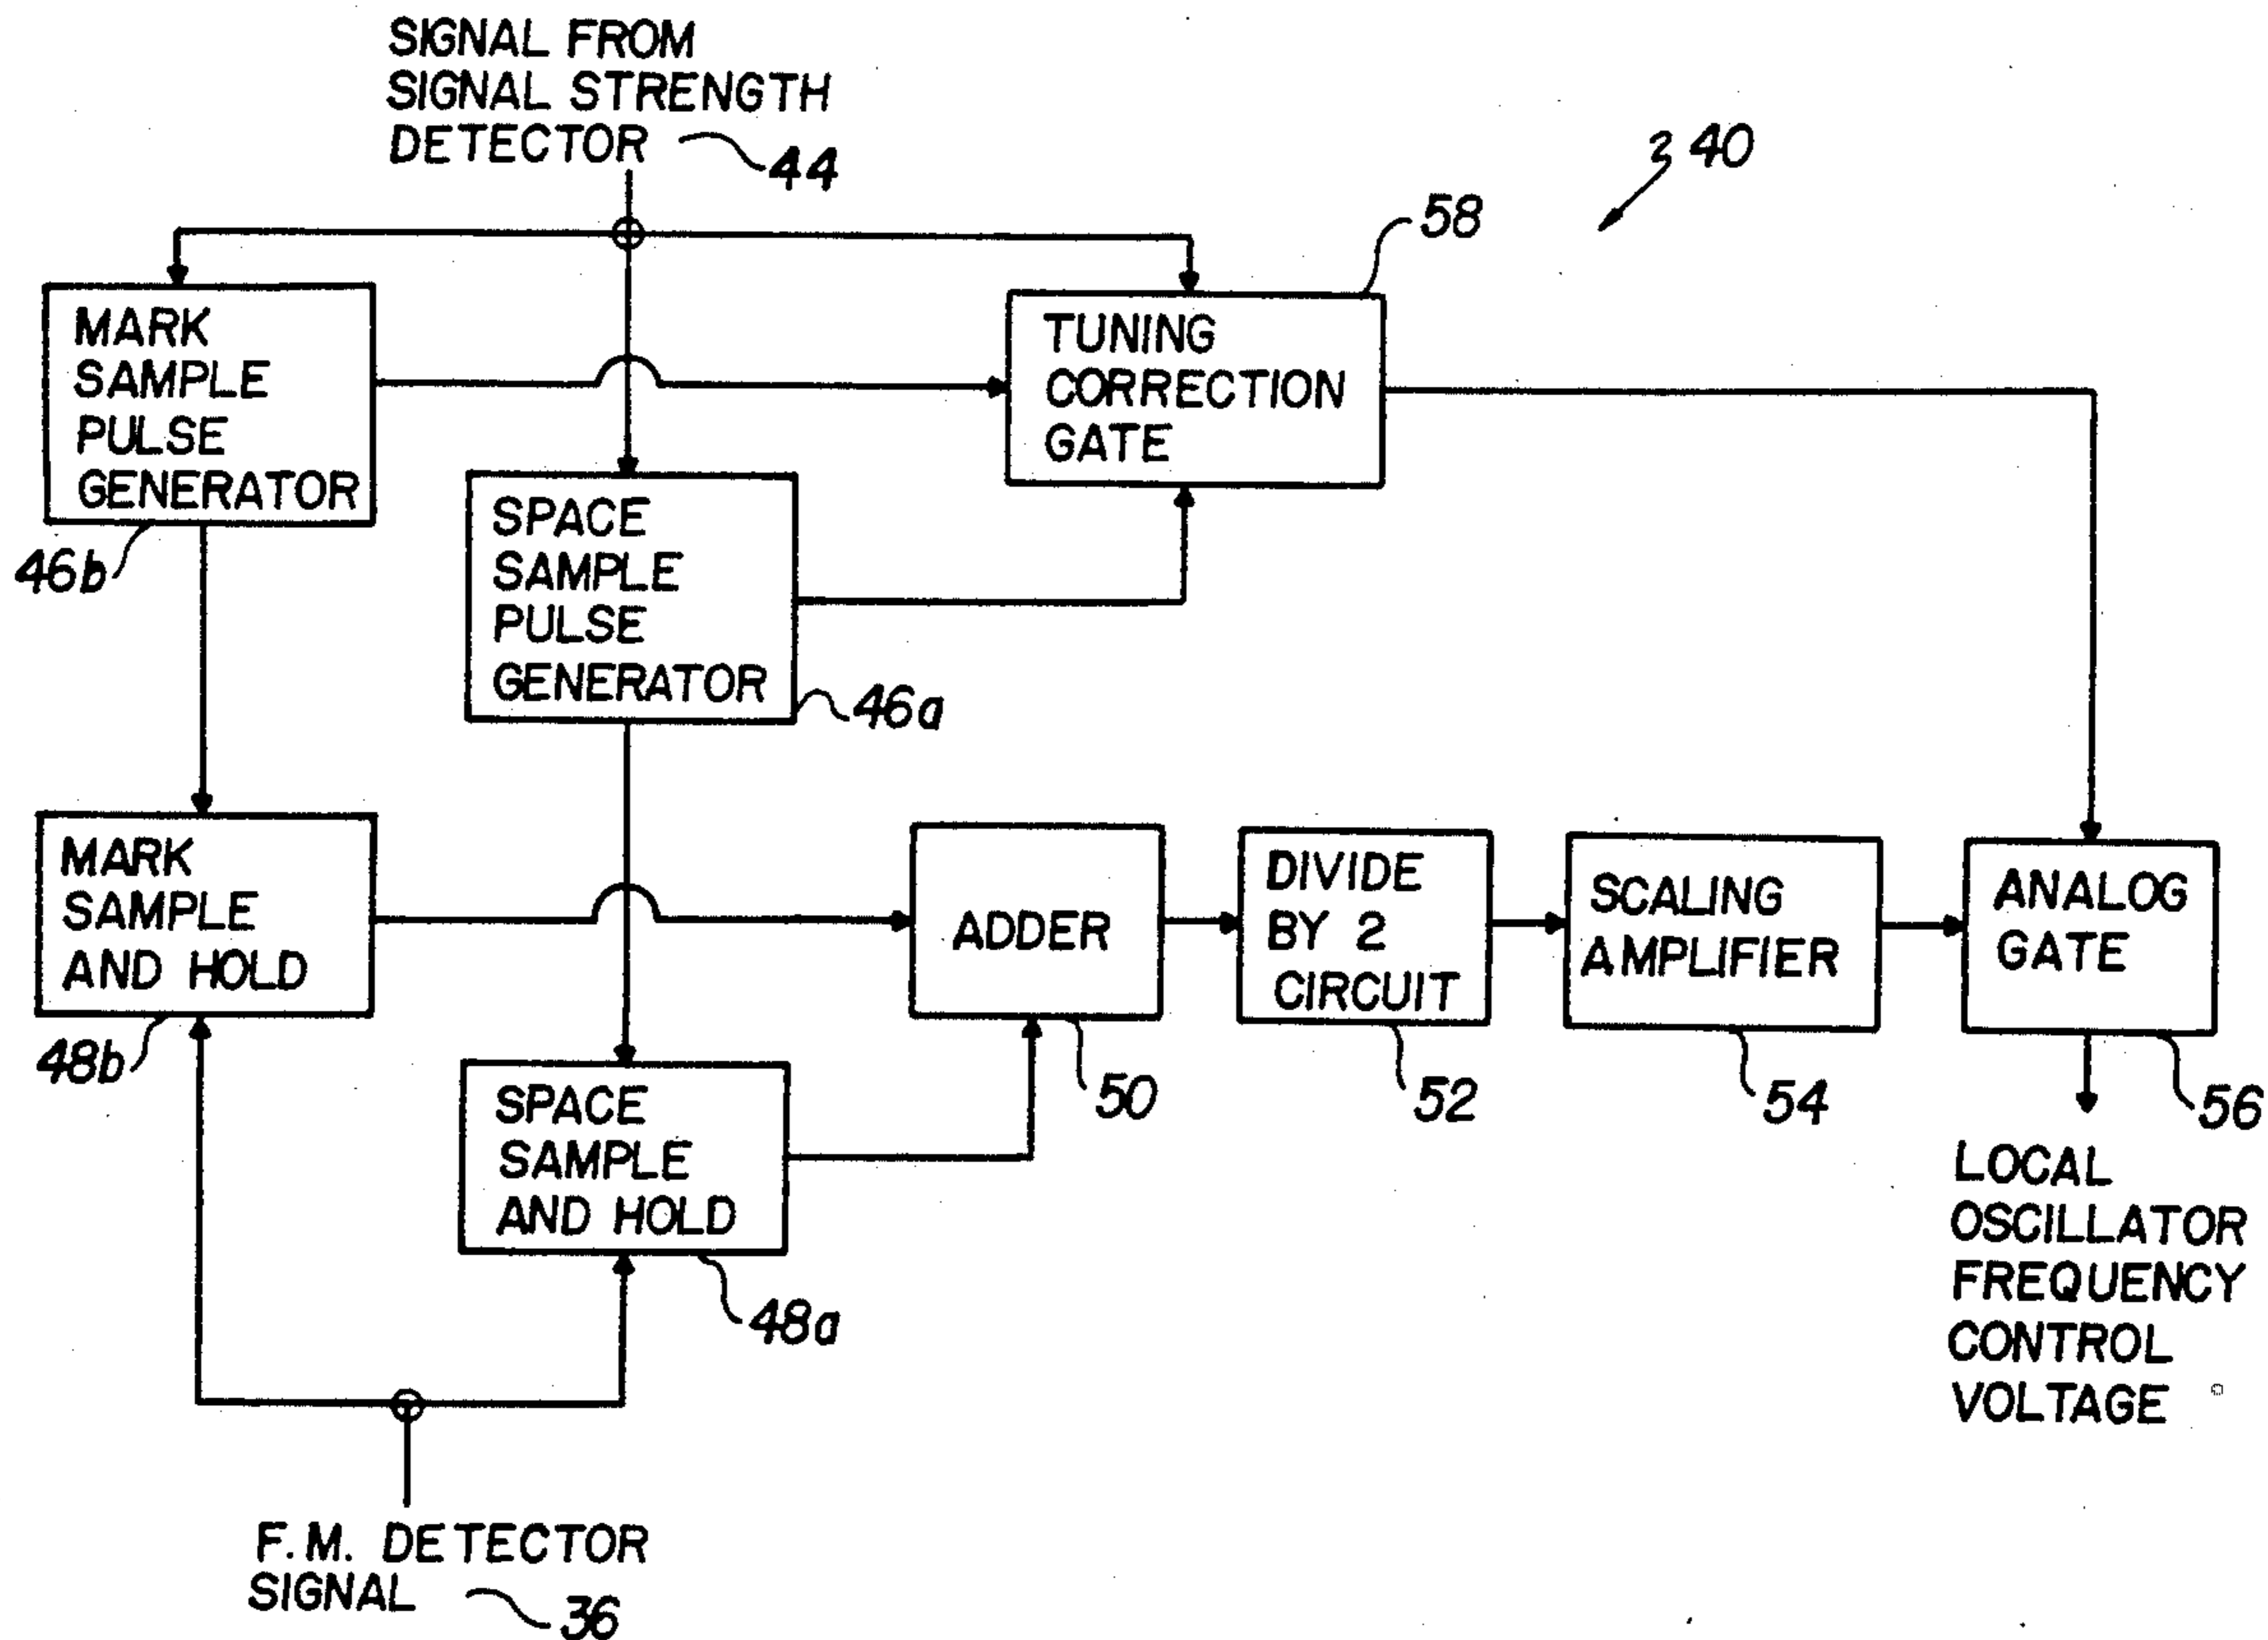 SIGNAL FROM
SIGNAL STRENGTH
DETECTOR
44
40
58
MARK
SAMPLE
PULSE
GENERATOR
46b
TUNING
CORRECTION
GATE
SPACE
SAMPLE
PULSE
GENERATOR
46a
MARK
SAMPLE
AND HOLD
48b
ADDER
50
DIVIDE
BY 2
CIRCUIT
52
SCALING
AMPLIFIER
54
ANALOG
GATE
56
SPACE
SAMPLE
AND HOLD
48a
LOCAL
OSCILLATOR
FREQUENCY
CONTROL
VOLTAGE
F.M. DETECTOR
SIGNAL
36